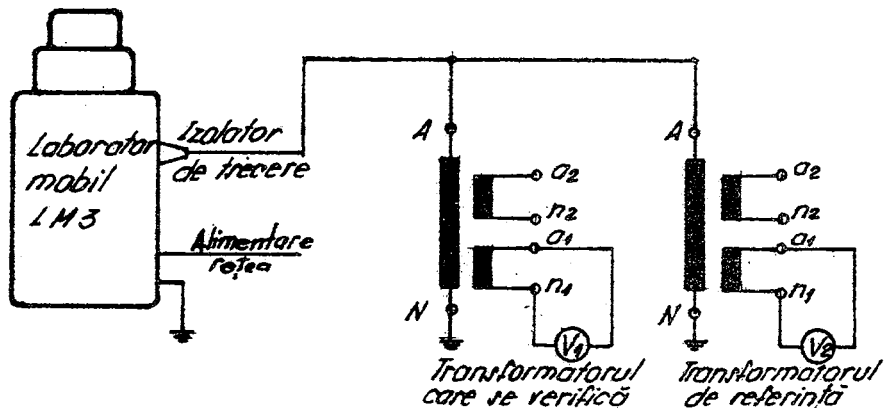 Laborator
mobil
LM3
Izolator
de trecere
Alimentare
rețea
A
a2
n2
a1
n1
N
V1
Transformatorul
care se verifică
A
a2
n2
a1
n1
N
V2
Transformatorul
de referință